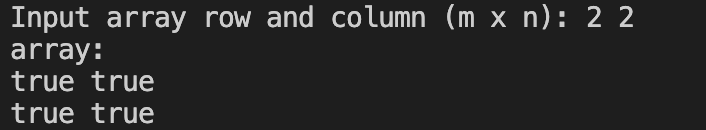 Input array row and column (m x n): 2 2
array:
true true
true true